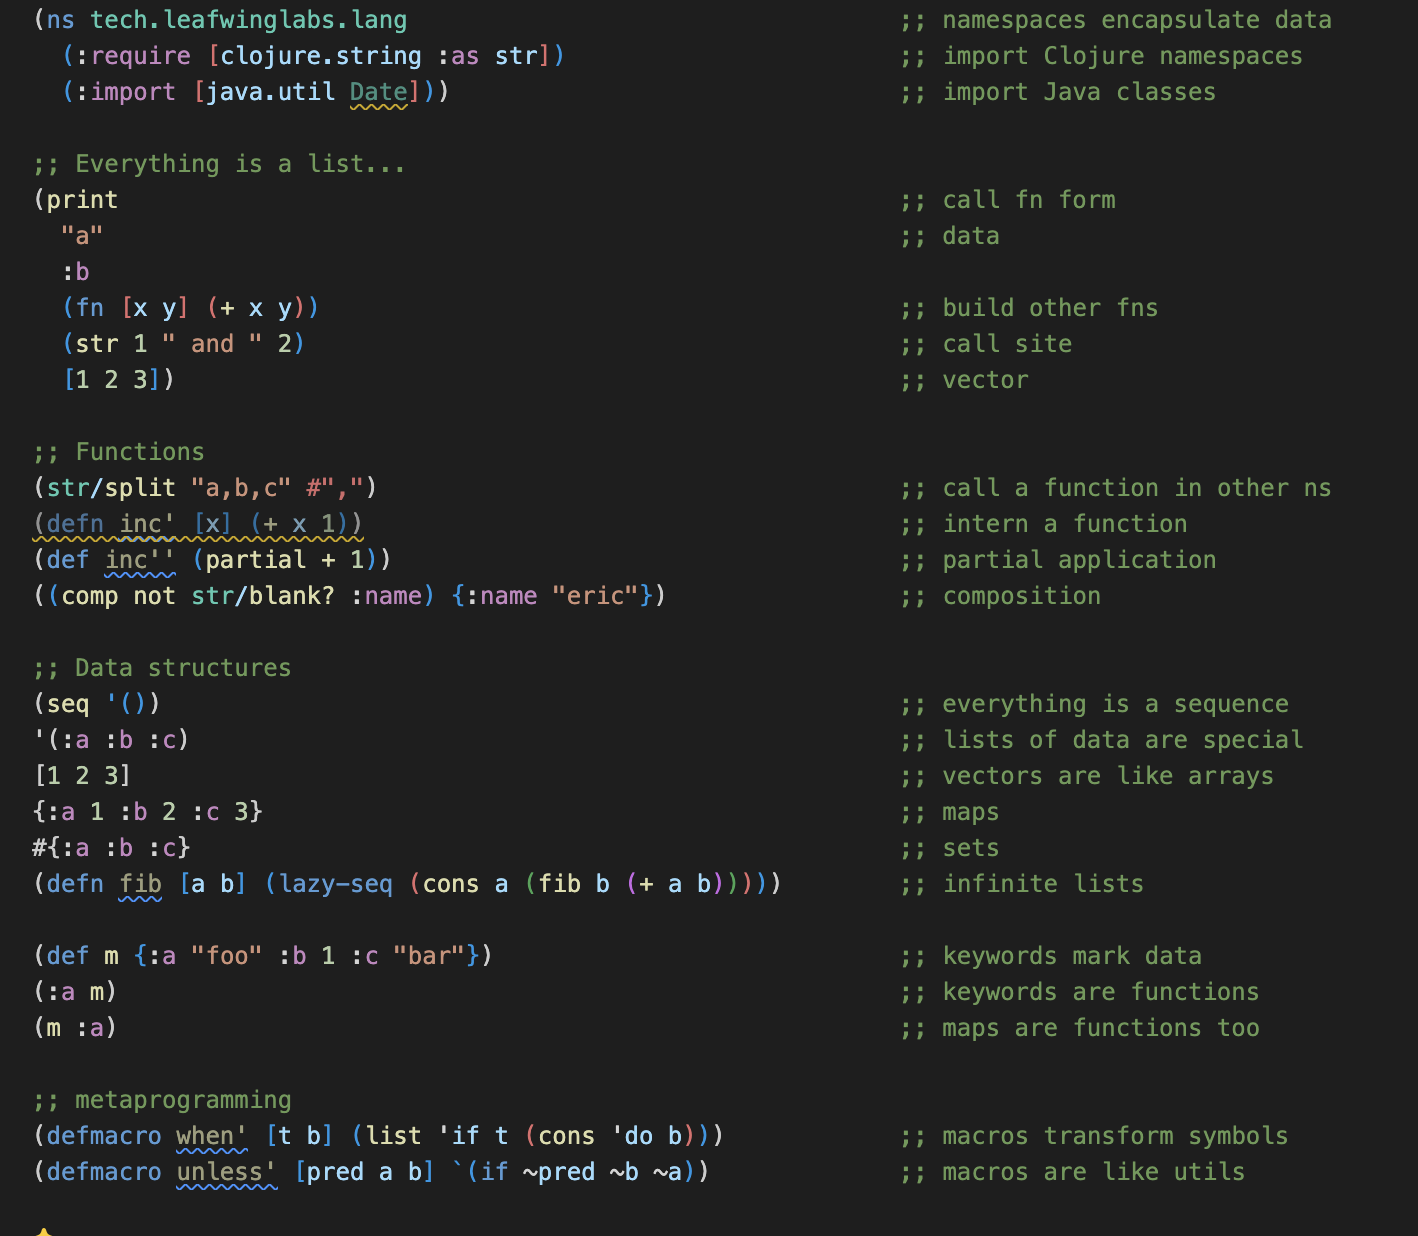 (ns tech.leafwinglabs.lang ;; namespaces encapsulate data
(:require [clojure.string :as str]) ;; import Clojure namespaces
(:import [java.util Date])) ;; import Java classes
;; Everything is a list...
(print ;; call fn form
"a" ;; data
:b
(fn [x y] (+ x y)) ;; build other fns
(str 1 " and " 2) ;; call site
[1 2 3]) ;; vector
;; Functions
(str/split "a,b,c" #",") ;; call a function in other ns
(defn inc' [x] (+ x 1)) ;; intern a function
(def inc'' (partial + 1)) ;; partial application
((comp not str/blank? :name) {:name "eric"}) ;; composition
;; Data structures
(seq '()) ;; everything is a sequence
'(:a :b :c) ;; lists of data are special
[1 2 3] ;; vectors are like arrays
{:a 1 :b 2 :c 3} ;; maps
#{:a :b :c} ;; sets
(defn fib [a b] (lazy-seq (cons a (fib b (+ a b))))) ;; infinite lists
(def m {:a "foo" :b 1 :c "bar"}) ;; keywords mark data
(:a m) ;; keywords are functions
(m :a) ;; maps are functions too
;; metaprogramming
(defmacro when' [t b] (list 'if t (cons 'do b))) ;; macros transform symbols
(defmacro unless' [pred a b] `(if ~pred ~b ~a)) ;; macros are like utils